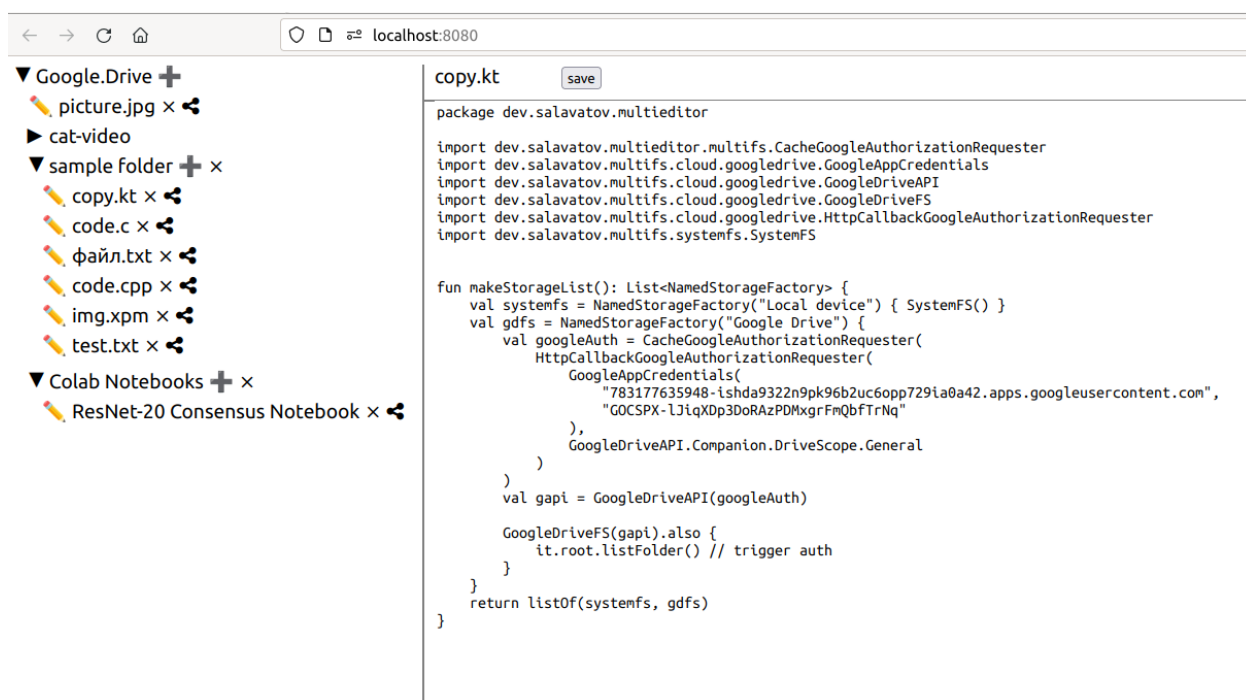 localhost:8080
Google.Drive
picture.jpg
cat-video
sample folder
copy.kt
code.c
файл.txt
code.cpp
img.xpm
test.txt
Colab Notebooks
ResNet-20 Consensus Notebook
copy.kt save
package dev.salavatov.multieditor
import dev.salavatov.multieditor.multifs.CacheGoogleAuthorizationRequester
import dev.salavatov.multifs.cloud.googledrive.GoogleAppCredentials
import dev.salavatov.multifs.cloud.googledrive.GoogleDriveAPI
import dev.salavatov.multifs.cloud.googledrive.GoogleDriveFS
import dev.salavatov.multifs.cloud.googledrive.HttpCallbackGoogleAuthorizationRequester
import dev.salavatov.multifs.systemfs.SystemFS
fun makeStorageList(): List<NamedStorageFactory> {
    val systemfs = NamedStorageFactory("Local device") { SystemFS() }
    val gdfs = NamedStorageFactory("Google Drive") {
        val googleAuth = CacheGoogleAuthorizationRequester(
            HttpCallbackGoogleAuthorizationRequester(
                GoogleAppCredentials(
                    "783177635948-ishda9322n9pk96b2uc6opp729ia0a42.apps.googleusercontent.com",
                    "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"
                ),
                GoogleDriveAPI.Companion.DriveScope.General
            )
        )
        val gapi = GoogleDriveAPI(googleAuth)
        GoogleDriveFS(gapi).also {
            it.root.listFolder() // trigger auth
        }
    }
    return listOf(systemfs, gdfs)
}